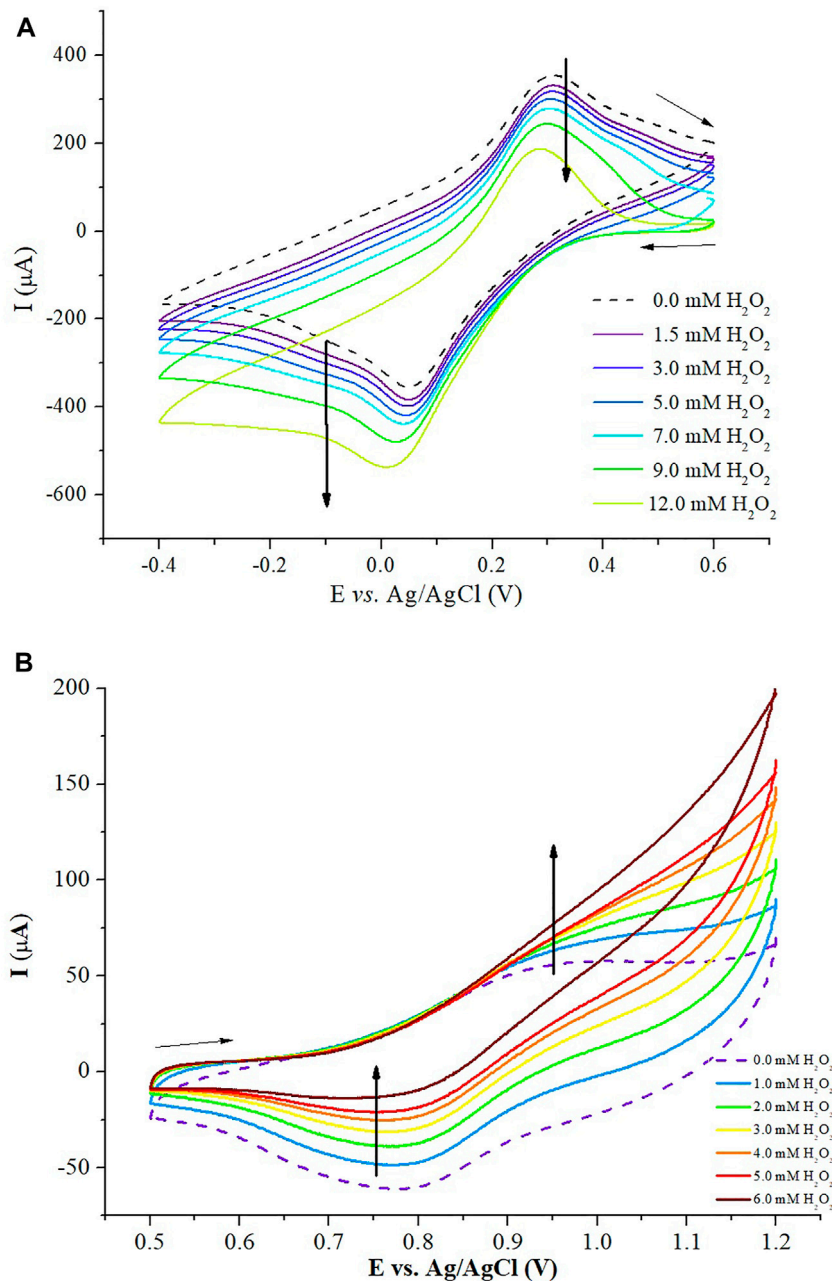 A
400
200
0
-200
-400
-600
I (μA)
0.0 mM H₂O₂
1.5 mM H₂O₂
3.0 mM H₂O₂
5.0 mM H₂O₂
7.0 mM H₂O₂
9.0 mM H₂O₂
12.0 mM H₂O₂
-0.4 -0.2 0.0 0.2 0.4 0.6
E vs. Ag/AgCl (V)
B
200
150
100
50
0
-50
I (μA)
0.0 mM H₂O₂
1.0 mM H₂O₂
2.0 mM H₂O₂
3.0 mM H₂O₂
4.0 mM H₂O₂
5.0 mM H₂O₂
6.0 mM H₂O₂
0.5 0.6 0.7 0.8 0.9 1.0 1.1 1.2
E vs. Ag/AgCl (V)